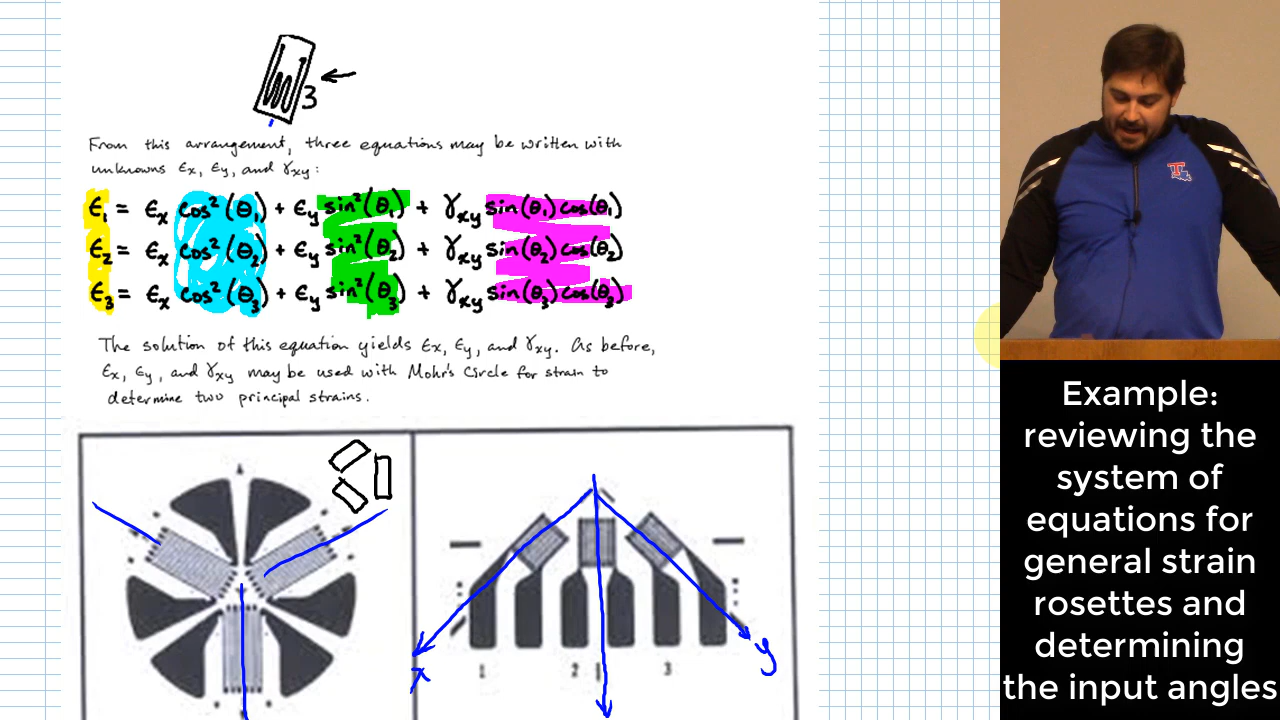 3
From this arrangement, three equations may be written with
unknowns εx, εy, and γxy:
ε1 = εx cos²(θ1) + εy sin²(θ1) + γxy sin(θ1) cos(θ1)
ε2 = εx cos²(θ2) + εy sin²(θ2) + γxy sin(θ2) cos(θ2)
ε3 = εx cos²(θ3) + εy sin²(θ3) + γxy sin(θ3) cos(θ3)
The solution of this equation yields εx, εy, and γxy. As before,
εx, εy, and γxy may be used with Mohr's Circle for strain to
determine two principal strains.
x
y
1 2 3
T
Example:
reviewing the
system of
equations for
general strain
rosettes and
determining
the input angles